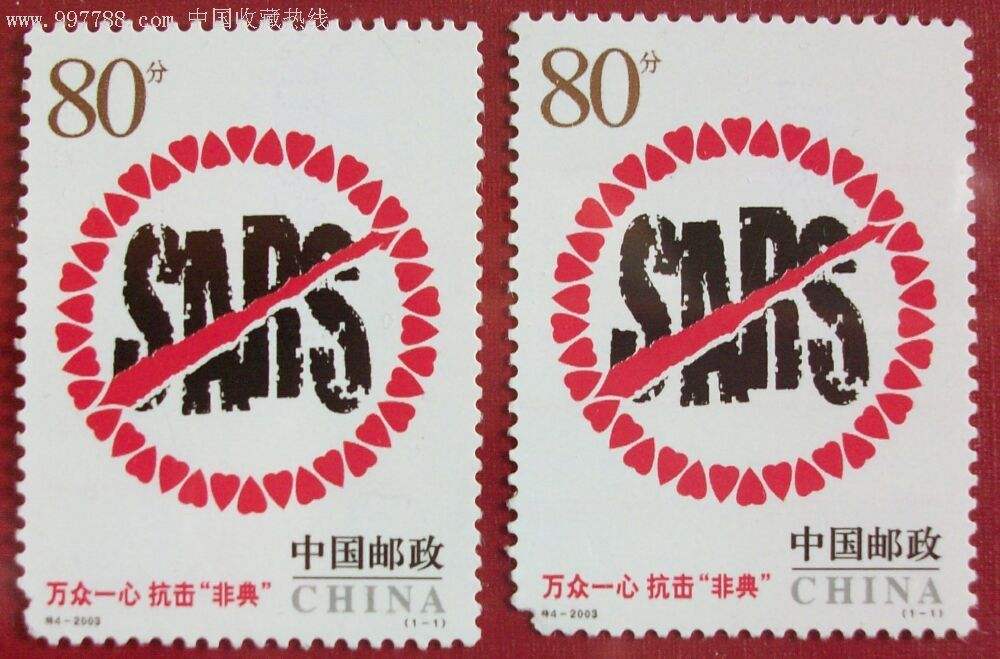 www.997788.com 中国收藏热线
80分
SARS
中国邮政
CHINA
万众一心 抗击“非典”
特4-2003
(1-1)
80分
SARS
中国邮政
CHINA
万众一心 抗击“非典”
特4-2003
(1-1)